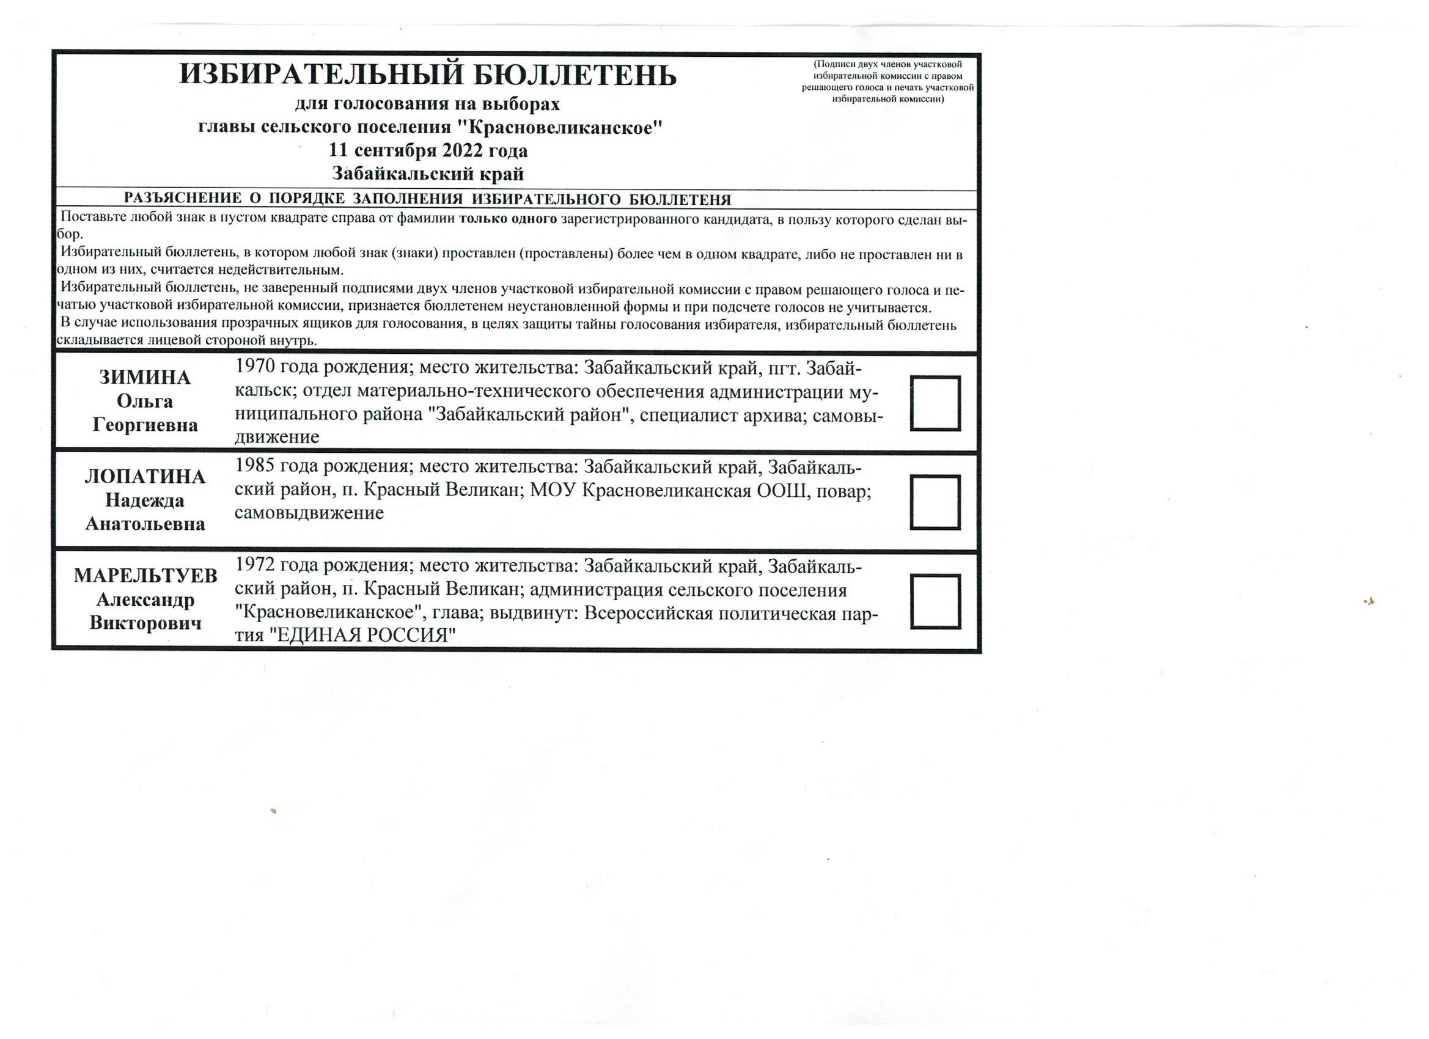 ИЗБИРАТЕЛЬНЫЙ БЮЛЛЕТЕНЬ
для голосования на выборах
главы сельского поселения "Красновеликанское"
11 сентября 2022 года
Забайкальский край
(Подписи двух членов участковой
избирательной комиссии с правом
решающего голоса и печать участковой
избирательной комиссии)
РАЗЪЯСНЕНИЕ О ПОРЯДКЕ ЗАПОЛНЕНИЯ ИЗБИРАТЕЛЬНОГО БЮЛЛЕТЕНЯ
Поставьте любой знак в пустом квадрате справа от фамилии только одного зарегистрированного кандидата, в пользу которого сделан вы-
бор.
Избирательный бюллетень, в котором любой знак (знаки) проставлен (проставлены) более чем в одном квадрате, либо не проставлен ни в
одном из них, считается недействительным.
Избирательный бюллетень, не заверенный подписями двух членов участковой избирательной комиссии с правом решающего голоса и пе-
чатью участковой избирательной комиссии, признается бюллетенем неустановленной формы и при подсчете голосов не учитывается.
В случае использования прозрачных ящиков для голосования, в целях защиты тайны голосования избирателя, избирательный бюллетень
складывается лицевой стороной внутрь.
ЗИМИНА
Ольга
Георгиевна
1970 года рождения; место жительства: Забайкальский край, пгт. Забай-
кальск; отдел материально-технического обеспечения администрации му-
ниципального района "Забайкальский район", специалист архива; самовы-
движение
ЛОПАТИНА
Надежда
Анатольевна
1985 года рождения; место жительства: Забайкальский край, Забайкаль-
ский район, п. Красный Великан; МОУ Красновеликанская ООШ, повар;
самовыдвижение
МАРЕЛЬТУЕВ
Александр
Викторович
1972 года рождения; место жительства: Забайкальский край, Забайкаль-
ский район, п. Красный Великан; администрация сельского поселения
"Красновеликанское", глава; выдвинут: Всероссийская политическая пар-
тия "ЕДИНАЯ РОССИЯ"